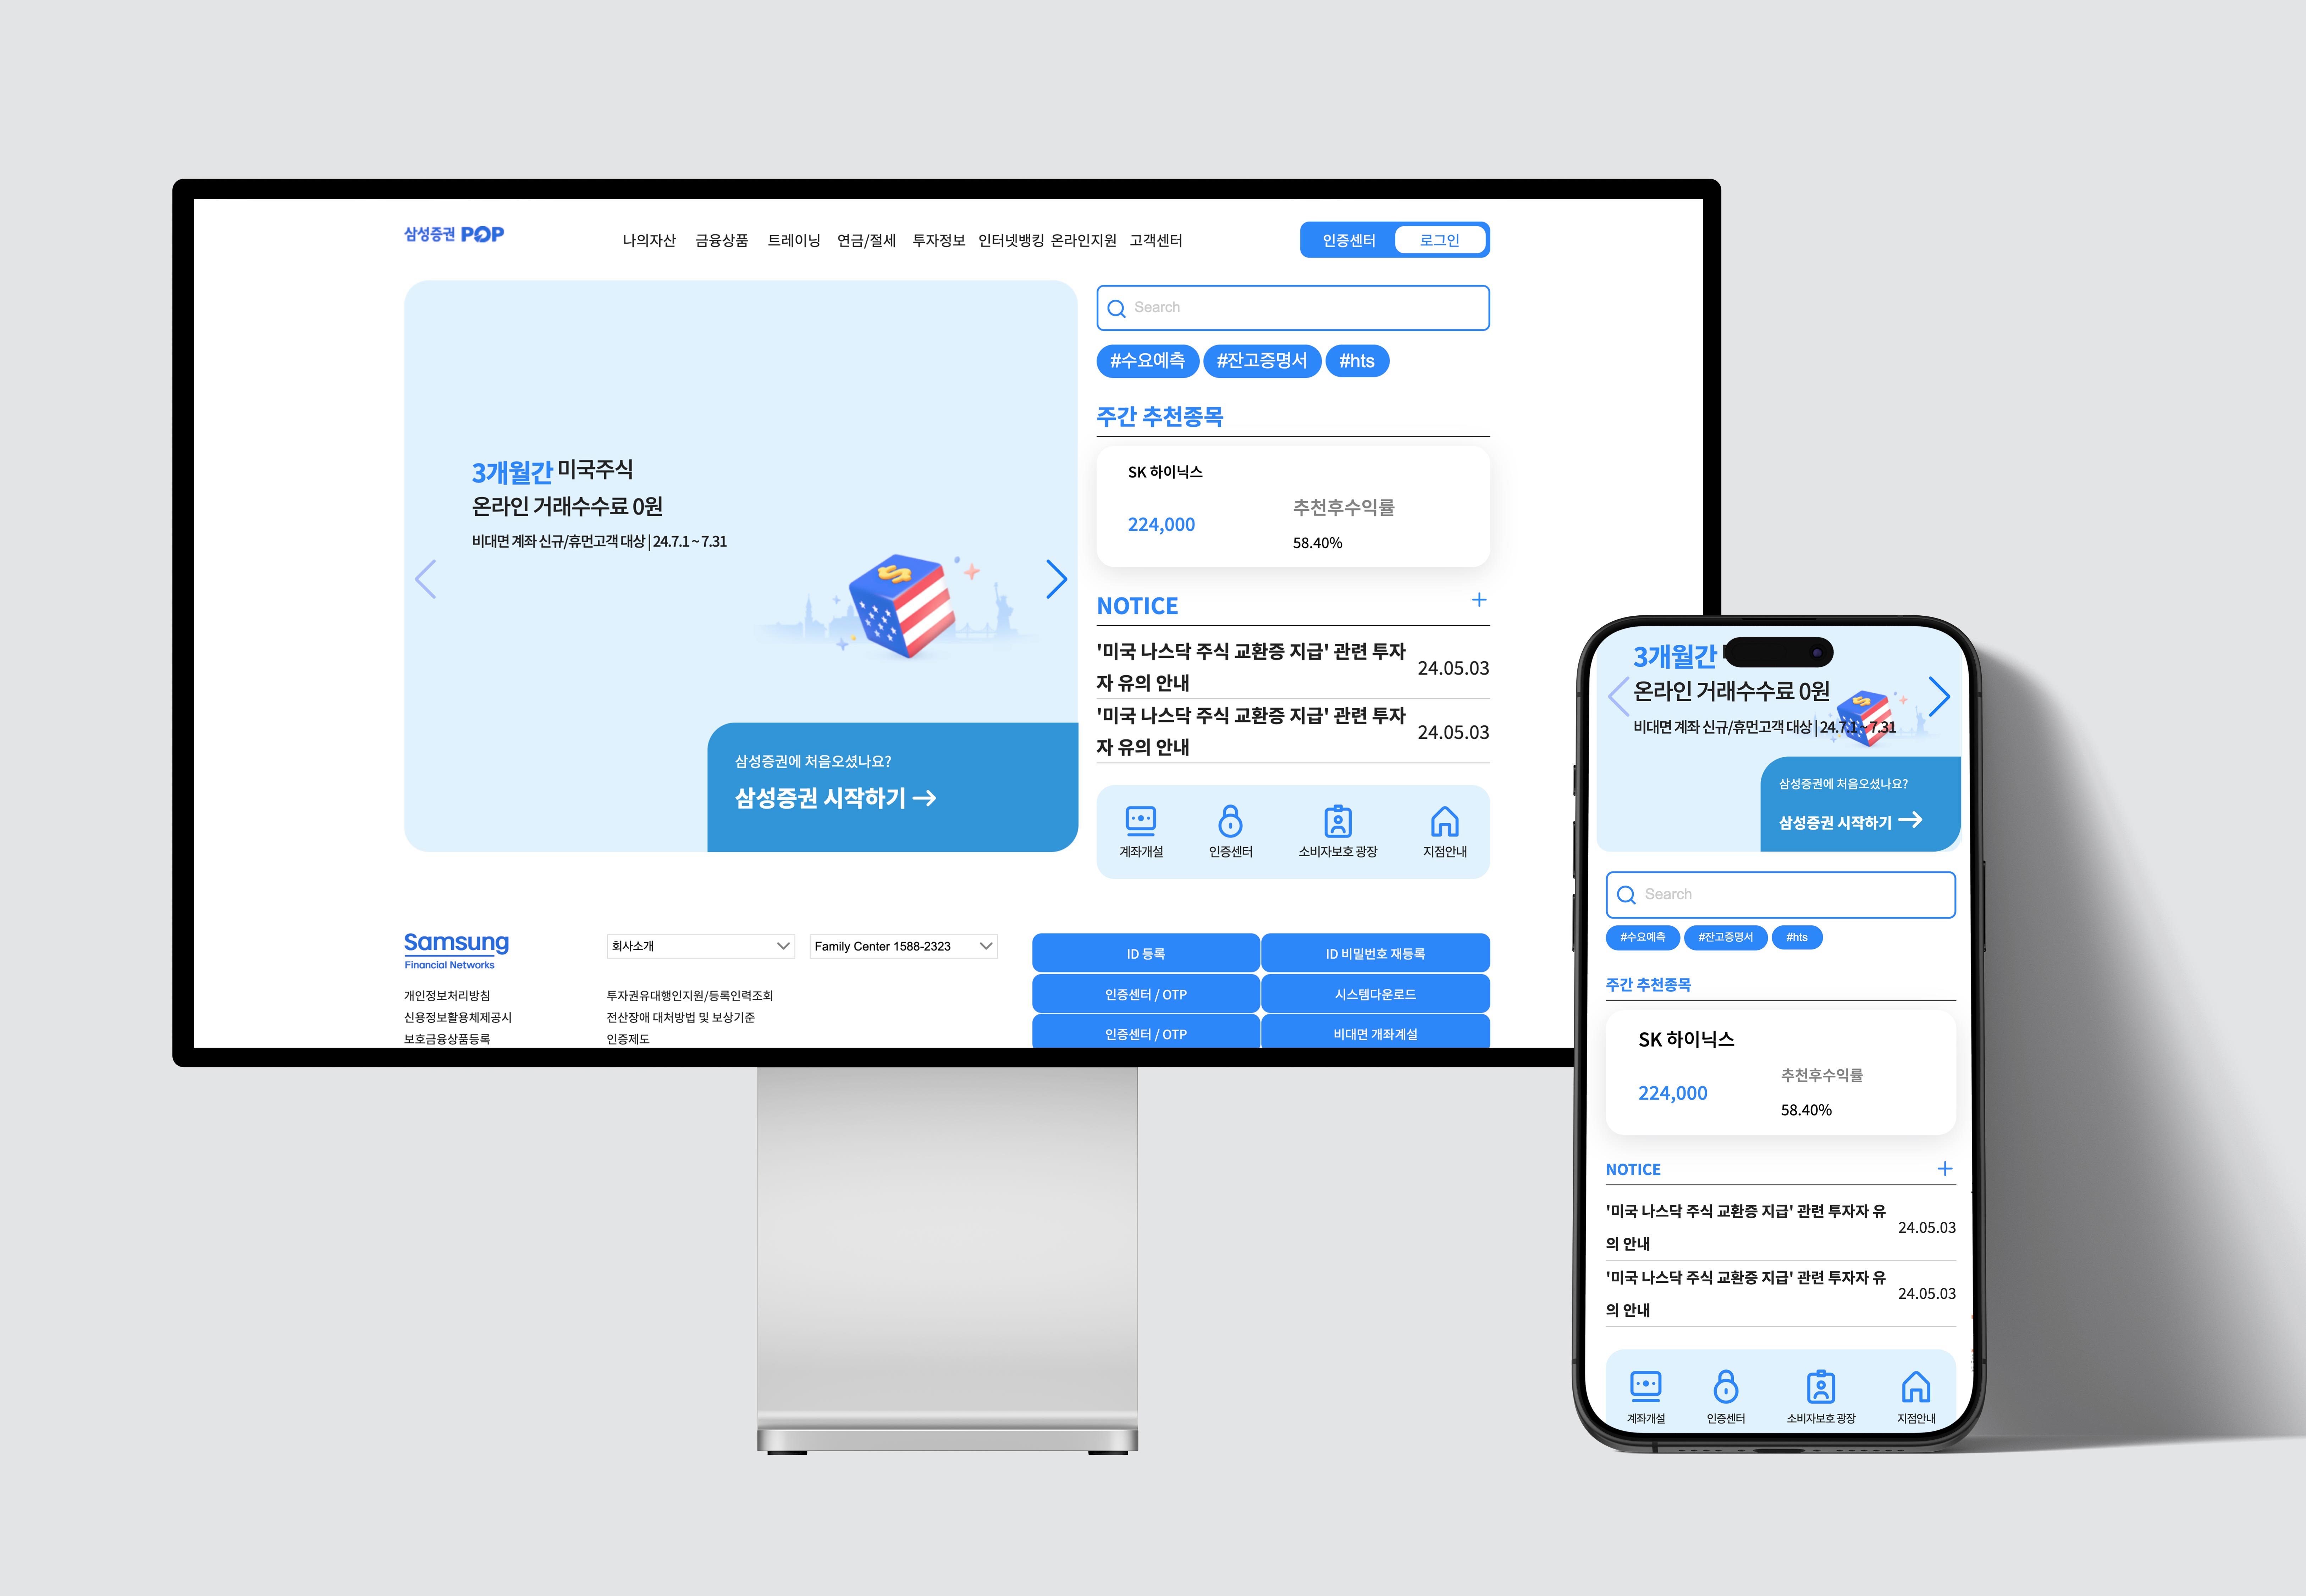 삼성증권 POP
나의자산 금융상품 트레이닝 연금/절세 투자정보 인터넷뱅킹 온라인지원 고객센터
인증센터 로그인
3개월간 미국주식
온라인 거래수수료 0원
비대면 계좌 신규/휴먼고객 대상 | 24.7.1 ~ 7.31
삼성증권에 처음오셨나요?
삼성증권 시작하기 →
Search
#수요예측 #잔고증명서 #hts
주간 추천종목
SK 하이닉스
224,000
추천후수익률
58.40%
NOTICE +
'미국 나스닥 주식 교환증 지급' 관련 투자
자 유의 안내
24.05.03
'미국 나스닥 주식 교환증 지급' 관련 투자
자 유의 안내
24.05.03
계좌개설 인증센터 소비자보호 광장 지점안내
Samsung
Financial Networks
개인정보처리방침
신용정보활용체제공시
보호금융상품등록
회사소개
Family Center 1588-2323
투자권유대행인지원/등록인력조회
전산장애 대처방법 및 보상기준
인증제도
ID 등록 ID 비밀번호 재등록
인증센터 / OTP 시스템다운로드
인증센터 / OTP 비대면 개좌계설
3개월간
온라인 거래수수료 0원
비대면 계좌 신규/휴먼고객 대상 | 24.7.1 ~ 7.31
삼성증권에 처음오셨나요?
삼성증권 시작하기 →
Search
#수요예측 #잔고증명서 #hts
주간 추천종목
SK 하이닉스
224,000
추천후수익률
58.40%
NOTICE +
'미국 나스닥 주식 교환증 지급' 관련 투자자 유
의 안내
24.05.03
'미국 나스닥 주식 교환증 지급' 관련 투자자 유
의 안내
24.05.03
계좌개설 인증센터 소비자보호 광장 지점안내